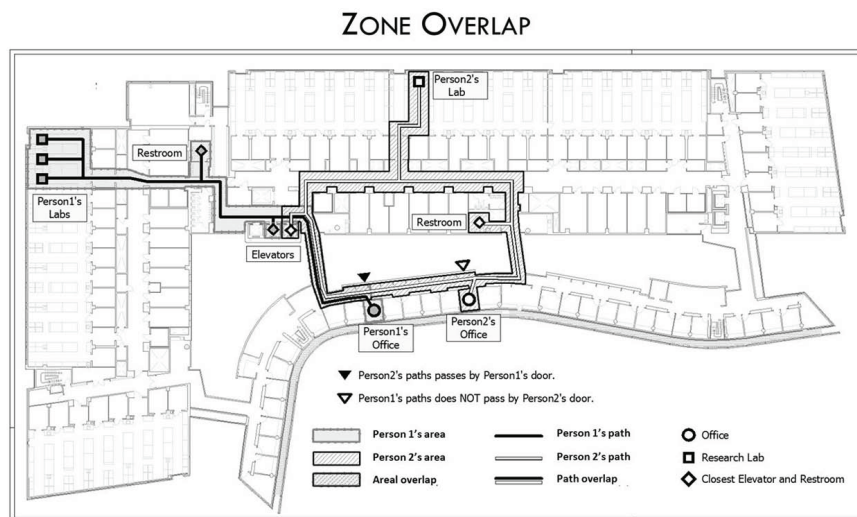 ZONE OVERLAP
Person2's
Lab
Restroom
Person1's
Labs
Restroom
Elevators
Person1's
Office
Person2's
Office
Person2's paths passes by Person1's door.
Person1's paths does NOT pass by Person2's door.
Person 1's area
Person 1's path
Office
Person 2's area
Person 2's path
Research Lab
Areal overlap
Path overlap
Closest Elevator and Restroom